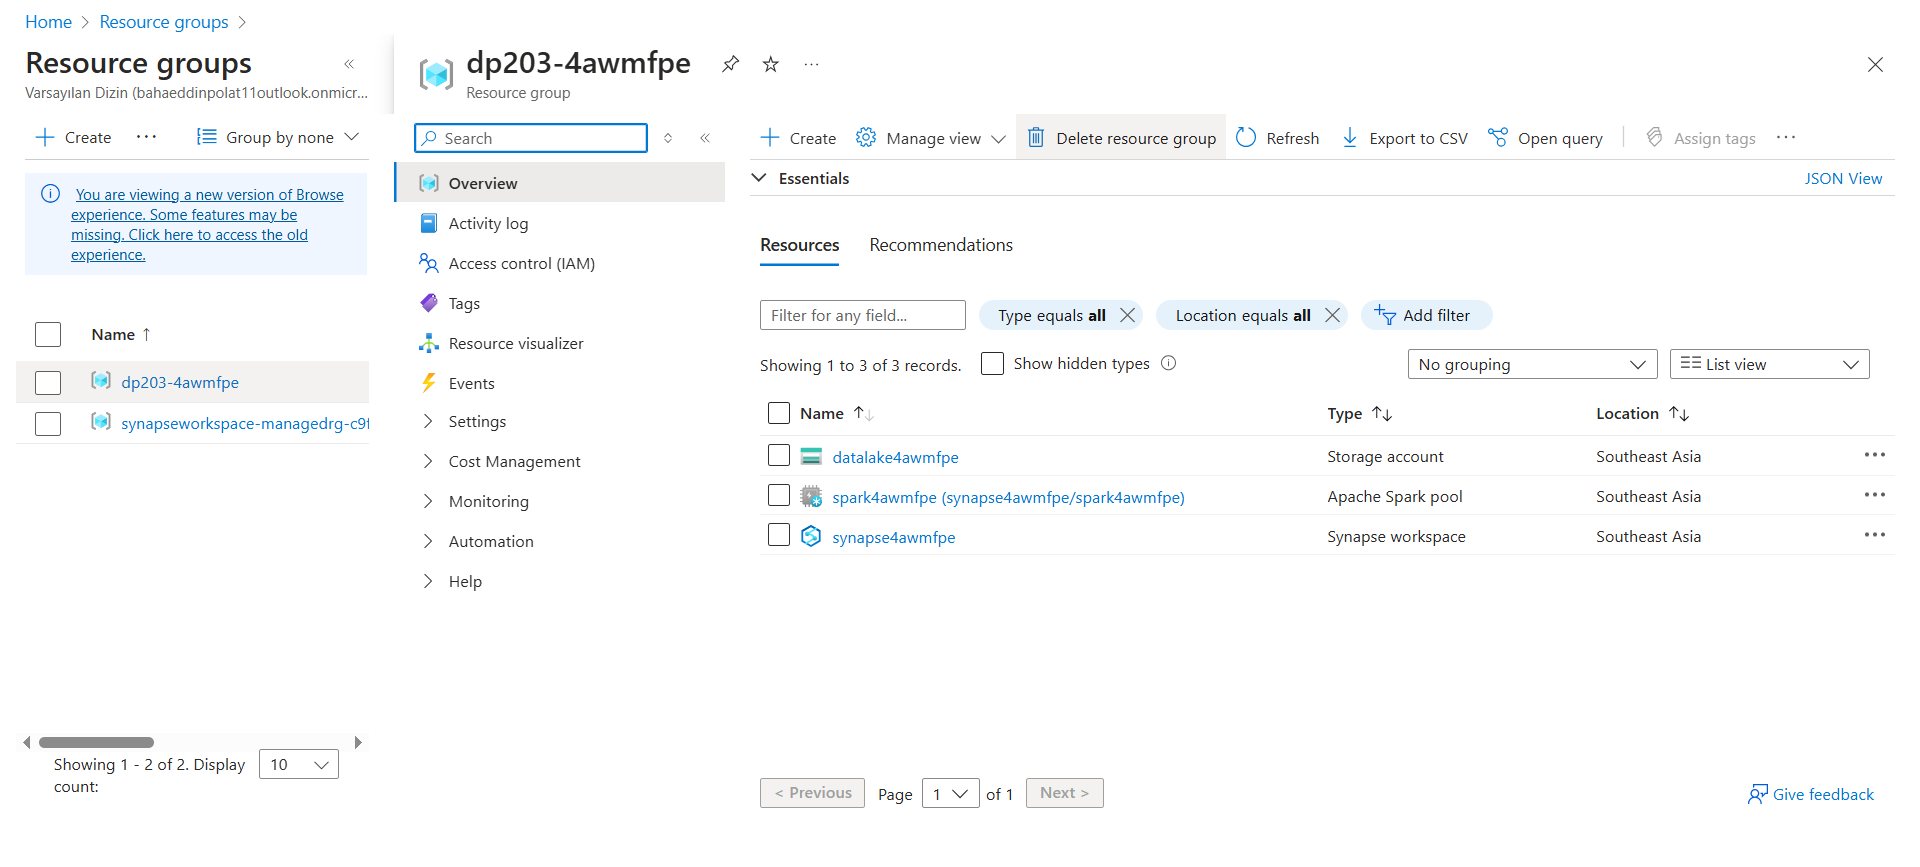 Home > Resource groups >
Resource groups «
Varsayılan Dizin (bahaeddinpolat11outlook.onmicr...
+ Create ... Group by none
You are viewing a new version of Browse
experience. Some features may be
missing. Click here to access the old
experience.
Name ↑
dp203-4awmfpe
synapseworkspace-managedrg-c9f
Showing 1 - 2 of 2. Display
count:
10
dp203-4awmfpe ...
Resource group
Search «
Overview
Activity log
Access control (IAM)
Tags
Resource visualizer
Events
> Settings
> Cost Management
> Monitoring
> Automation
> Help
+ Create Manage view Delete resource group Refresh Export to CSV Open query Assign tags ...
Essentials JSON View
Resources Recommendations
Filter for any field... Type equals all Location equals all Add filter
Showing 1 to 3 of 3 records. Show hidden types No grouping List view
Name ↑↓ Type ↑↓ Location ↑↓
datalake4awmfpe Storage account Southeast Asia ...
spark4awmfpe (synapse4awmfpe/spark4awmfpe) Apache Spark pool Southeast Asia ...
synapse4awmfpe Synapse workspace Southeast Asia ...
< Previous Page 1 of 1 Next > Give feedback